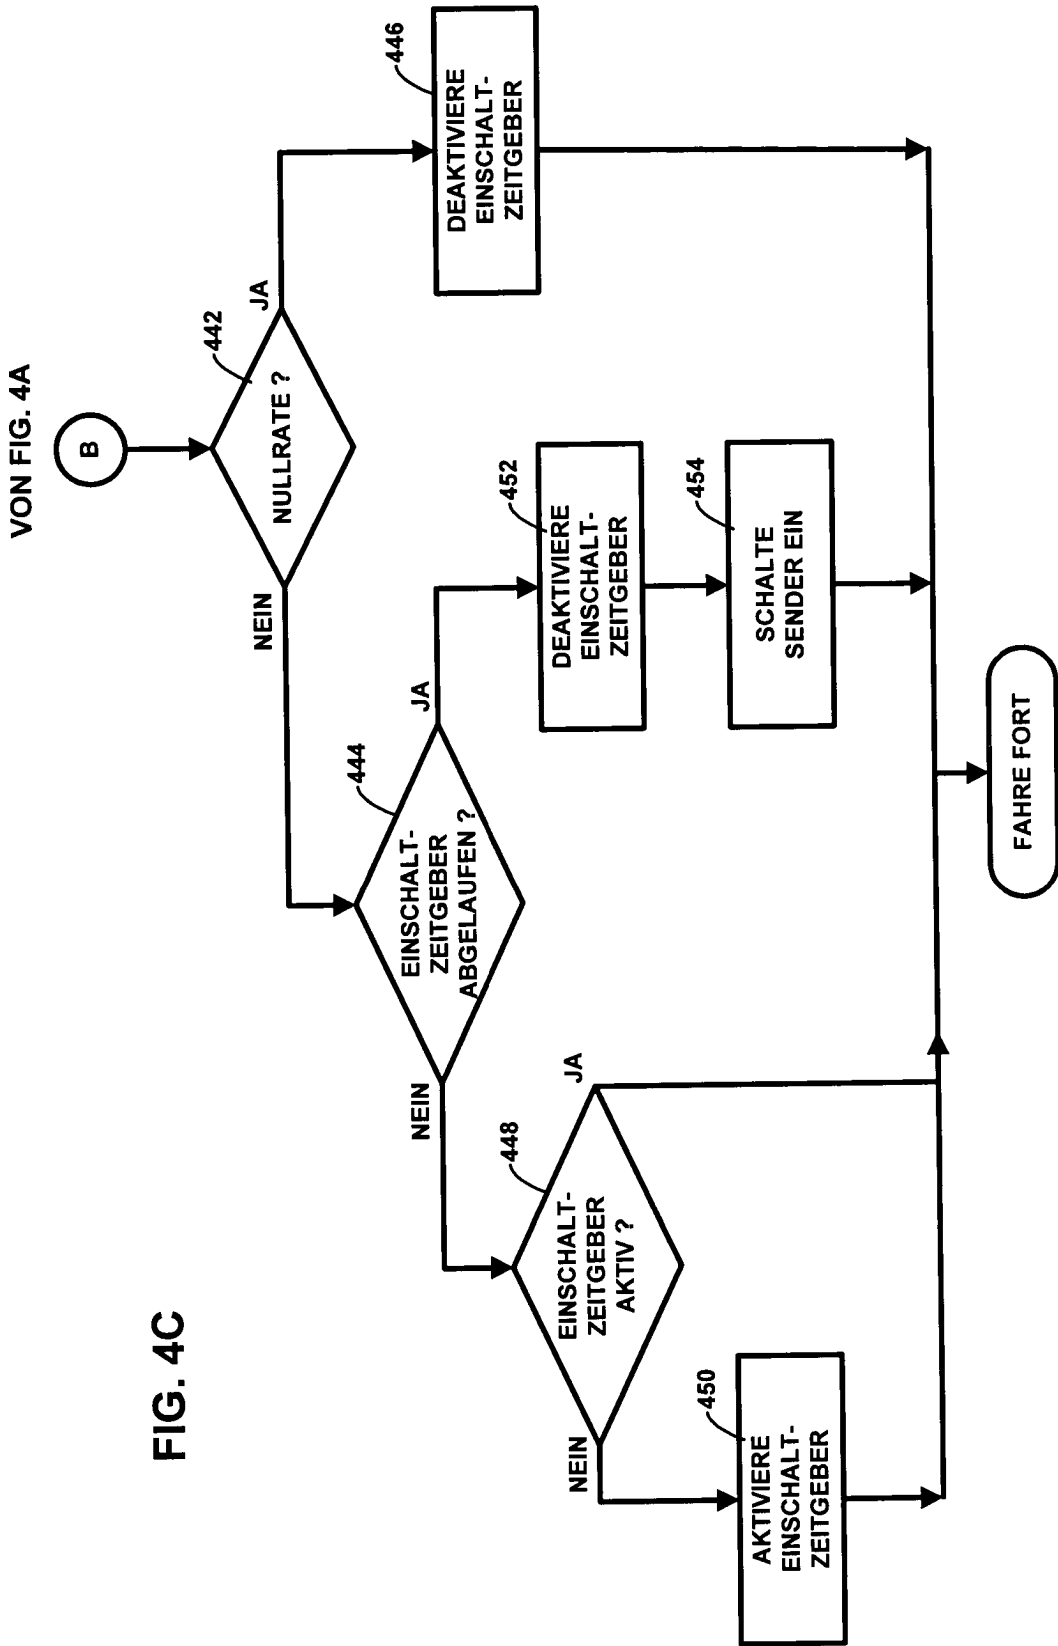 FIG. 4C
VON FIG. 4A
B
442
NULLRATE ?
NEIN
JA
446
DEAKTIVIERE
EINSCHALT-
ZEITGEBER
444
EINSCHALT-
ZEITGEBER
ABGELAUFEN ?
NEIN
JA
452
DEAKTIVIERE
EINSCHALT-
ZEITGEBER
454
SCHALTE
SENDER EIN
448
EINSCHALT-
ZEITGEBER
AKTIV ?
NEIN
JA
450
AKTIVIERE
EINSCHALT-
ZEITGEBER
FAHRE FORT